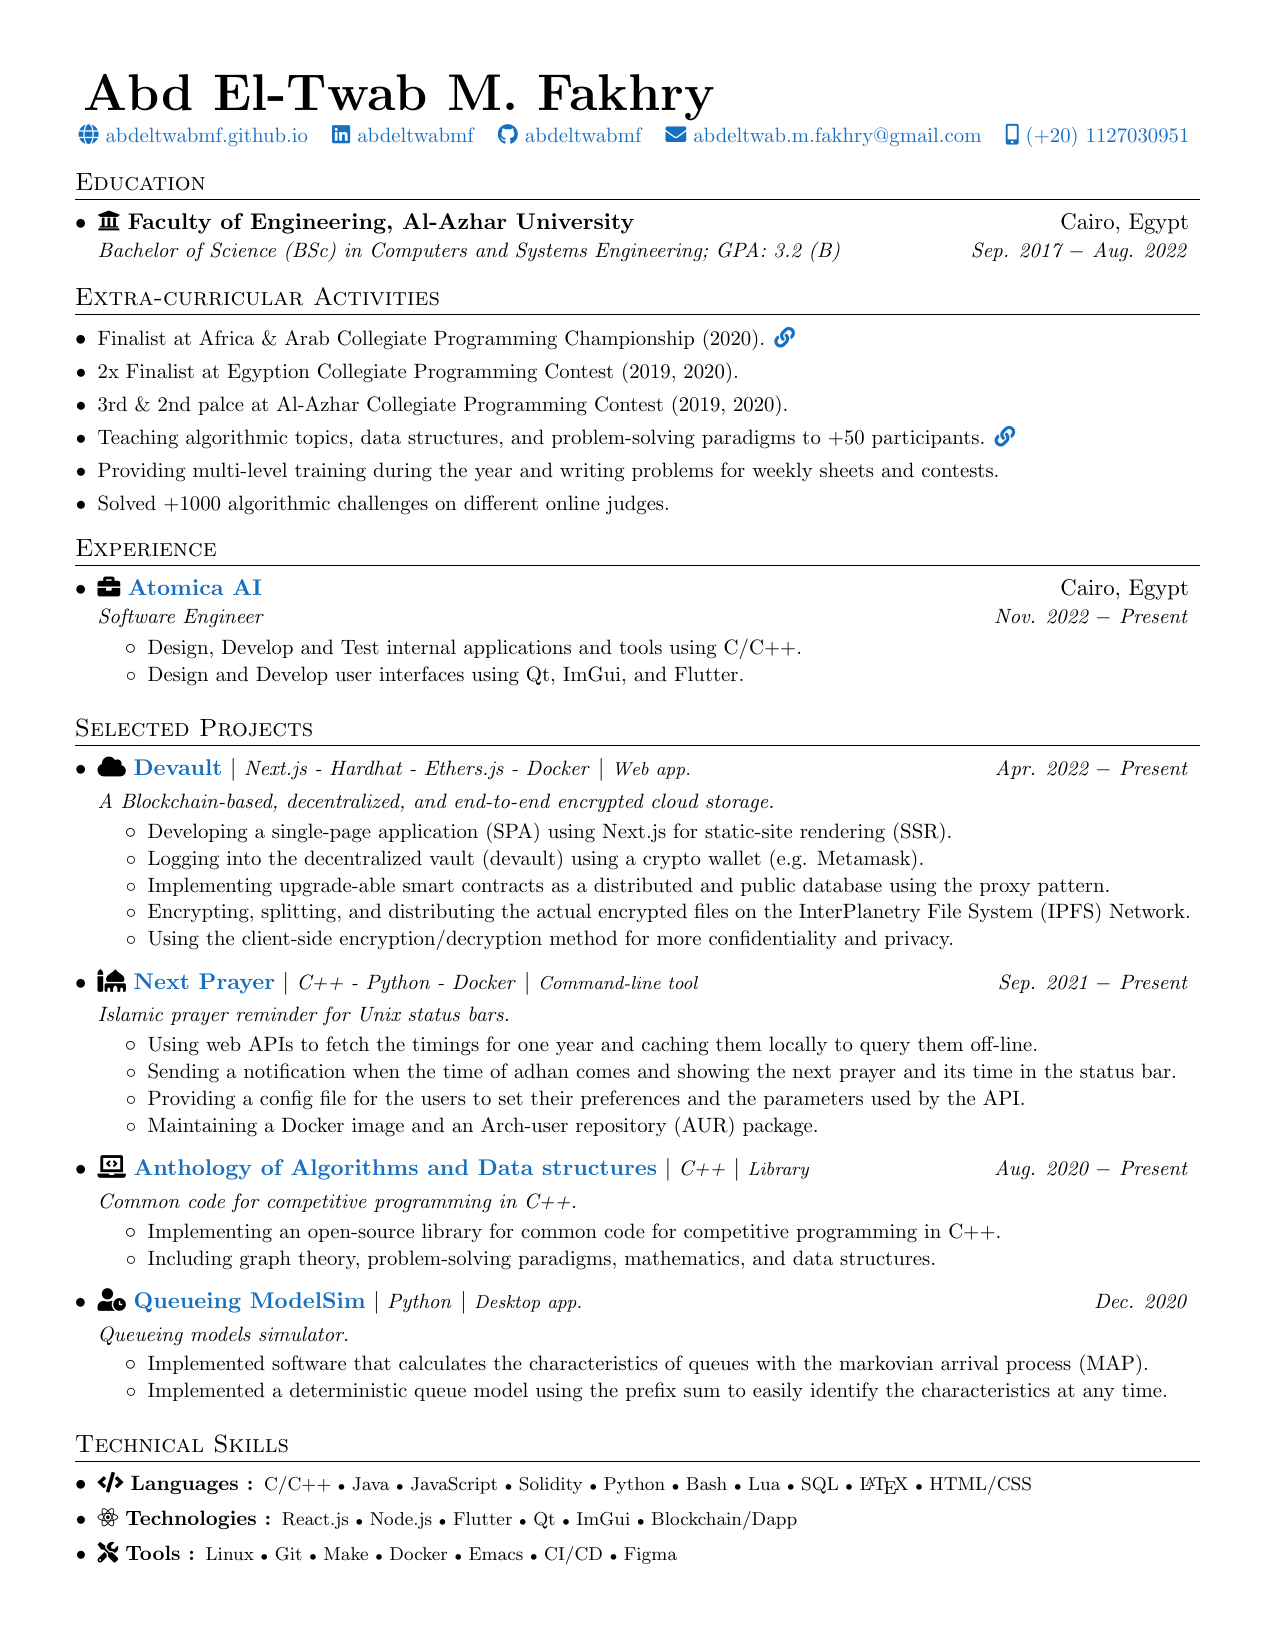 Abd El-Twab M. Fakhry
abdeltwabmf.github.io abdeltwabmf abdeltwabmf abdeltwab.m.fakhry@gmail.com (+20) 1127030951
Education
• Faculty of Engineering, Al-Azhar University Cairo, Egypt
Bachelor of Science (BSc) in Computers and Systems Engineering; GPA: 3.2 (B) Sep. 2017 – Aug. 2022
Extra-curricular Activities
• Finalist at Africa & Arab Collegiate Programming Championship (2020).
• 2x Finalist at Egyption Collegiate Programming Contest (2019, 2020).
• 3rd & 2nd palce at Al-Azhar Collegiate Programming Contest (2019, 2020).
• Teaching algorithmic topics, data structures, and problem-solving paradigms to +50 participants.
• Providing multi-level training during the year and writing problems for weekly sheets and contests.
• Solved +1000 algorithmic challenges on different online judges.
Experience
• Atomica AI Cairo, Egypt
Software Engineer Nov. 2022 – Present
◦ Design, Develop and Test internal applications and tools using C/C++.
◦ Design and Develop user interfaces using Qt, ImGui, and Flutter.
Selected Projects
• Devault | Next.js - Hardhat - Ethers.js - Docker | Web app. Apr. 2022 – Present
A Blockchain-based, decentralized, and end-to-end encrypted cloud storage.
◦ Developing a single-page application (SPA) using Next.js for static-site rendering (SSR).
◦ Logging into the decentralized vault (devault) using a crypto wallet (e.g. Metamask).
◦ Implementing upgrade-able smart contracts as a distributed and public database using the proxy pattern.
◦ Encrypting, splitting, and distributing the actual encrypted files on the InterPlanetry File System (IPFS) Network.
◦ Using the client-side encryption/decryption method for more confidentiality and privacy.
• Next Prayer | C++ - Python - Docker | Command-line tool Sep. 2021 – Present
Islamic prayer reminder for Unix status bars.
◦ Using web APIs to fetch the timings for one year and caching them locally to query them off-line.
◦ Sending a notification when the time of adhan comes and showing the next prayer and its time in the status bar.
◦ Providing a config file for the users to set their preferences and the parameters used by the API.
◦ Maintaining a Docker image and an Arch-user repository (AUR) package.
• Anthology of Algorithms and Data structures | C++ | Library Aug. 2020 – Present
Common code for competitive programming in C++.
◦ Implementing an open-source library for common code for competitive programming in C++.
◦ Including graph theory, problem-solving paradigms, mathematics, and data structures.
• Queueing ModelSim | Python | Desktop app. Dec. 2020
Queueing models simulator.
◦ Implemented software that calculates the characteristics of queues with the markovian arrival process (MAP).
◦ Implemented a deterministic queue model using the prefix sum to easily identify the characteristics at any time.
Technical Skills
• Languages : C/C++ • Java • JavaScript • Solidity • Python • Bash • Lua • SQL • LATEX • HTML/CSS
• Technologies : React.js • Node.js • Flutter • Qt • ImGui • Blockchain/Dapp
• Tools : Linux • Git • Make • Docker • Emacs • CI/CD • Figma